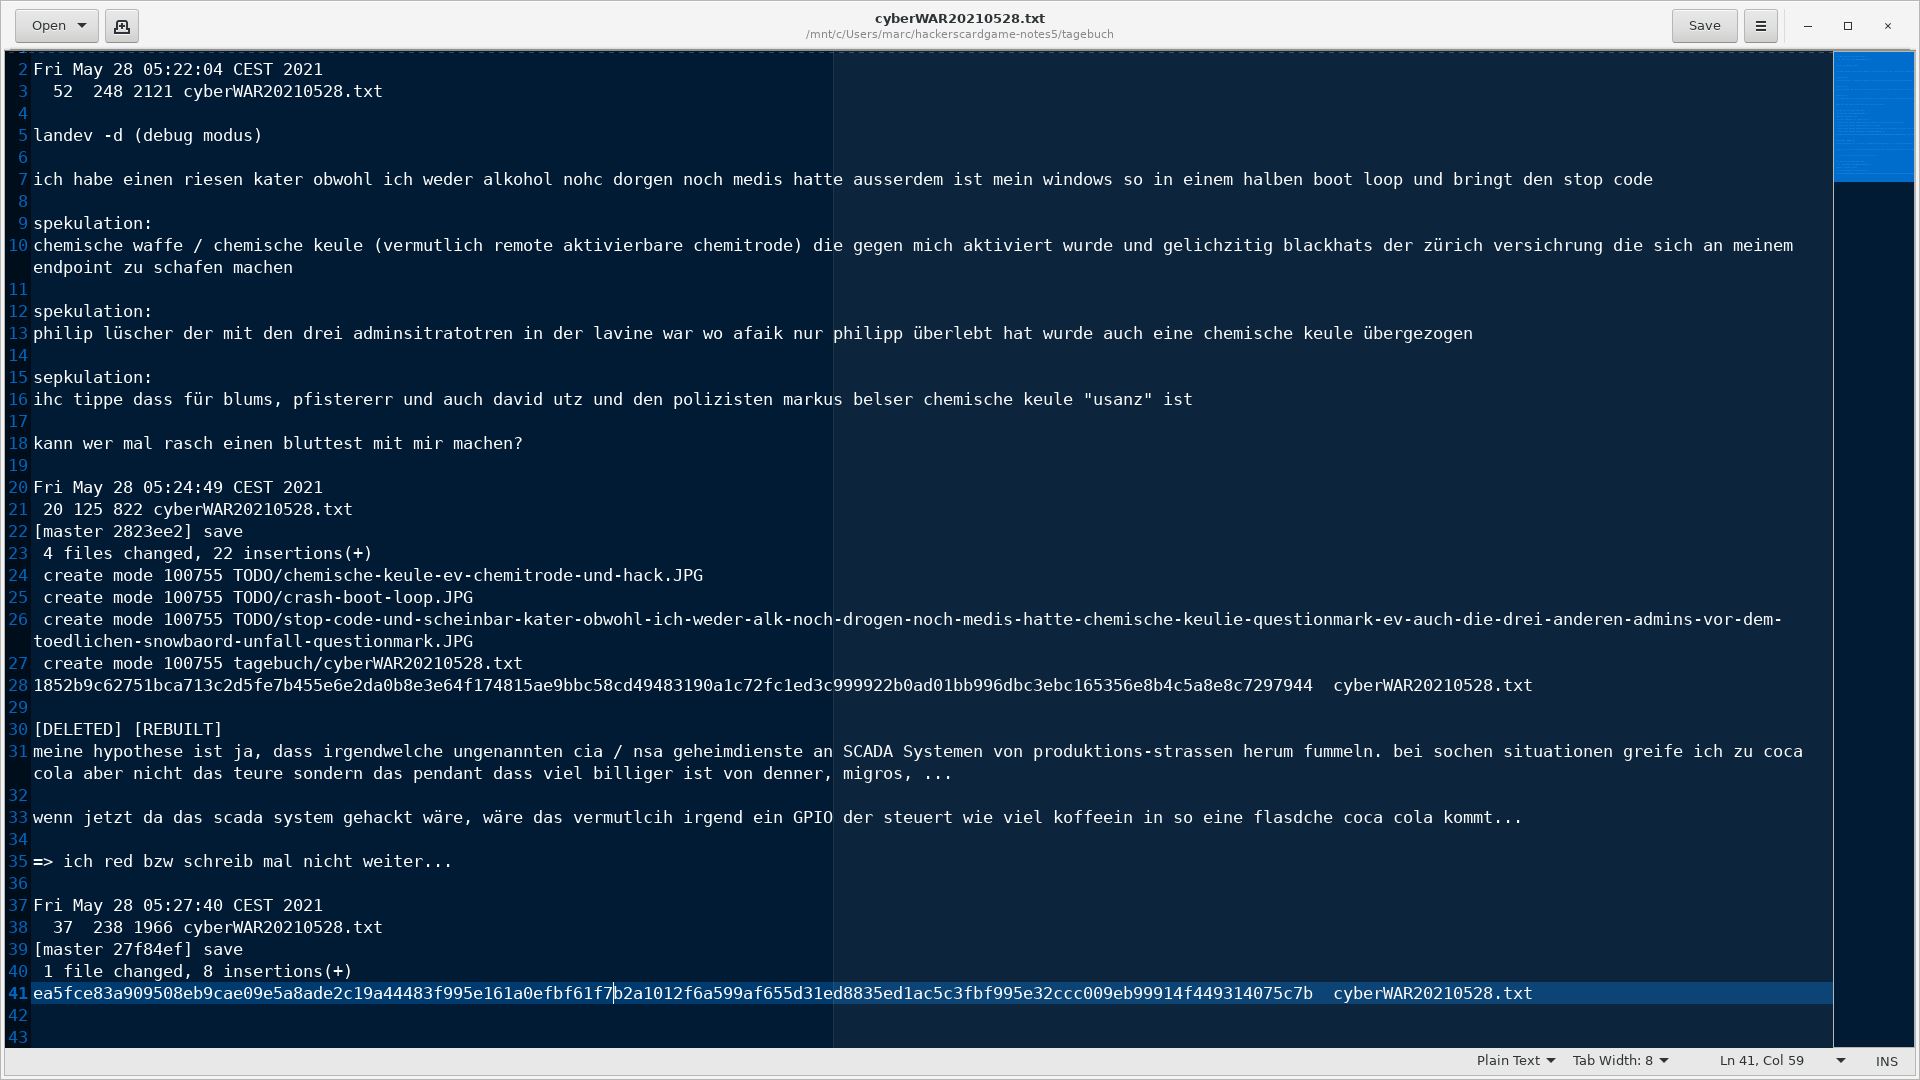 Open
cyberWAR20210528.txt
/mnt/c/Users/marc/hackerscardgame-notes5/tagebuch
Save
2 Fri May 28 05:22:04 CEST 2021
3   52  248 2121 cyberWAR20210528.txt
4
5 landev -d (debug modus)
6
7 ich habe einen riesen kater obwohl ich weder alkohol nohc dorgen noch medis hatte ausserdem ist mein windows so in einem halben boot loop und bringt den stop code
8
9 spekulation:
10 chemische waffe / chemische keule (vermutlich remote aktivierbare chemitrode) die gegen mich aktiviert wurde und gelichzitig blackhats der zürich versichrung die sich an meinem
endpoint zu schafen machen
11
12 spekulation:
13 philip lüscher der mit den drei adminsitratotren in der lavine war wo afaik nur philipp überlebt hat wurde auch eine chemische keule übergezogen
14
15 sepkulation:
16 ihc tippe dass für blums, pfistererr und auch david utz und den polizisten markus belser chemische keule "usanz" ist
17
18 kann wer mal rasch einen bluttest mit mir machen?
19
20 Fri May 28 05:24:49 CEST 2021
21  20 125 822 cyberWAR20210528.txt
22 [master 2823ee2] save
23  4 files changed, 22 insertions(+)
24  create mode 100755 TODO/chemische-keule-ev-chemitrode-und-hack.JPG
25  create mode 100755 TODO/crash-boot-loop.JPG
26  create mode 100755 TODO/stop-code-und-scheinbar-kater-obwohl-ich-weder-alk-noch-drogen-noch-medis-hatte-chemische-keulie-questionmark-ev-auch-die-drei-anderen-admins-vor-dem-
toedlichen-snowbaord-unfall-questionmark.JPG
27  create mode 100755 tagebuch/cyberWAR20210528.txt
28 1852b9c62751bca713c2d5fe7b455e6e2da0b8e3e64f174815ae9bbc58cd49483190a1c72fc1ed3c999922b0ad01bb996dbc3ebc165356e8b4c5a8e8c7297944  cyberWAR20210528.txt
29
30 [DELETED] [REBUILT]
31 meine hypothese ist ja, dass irgendwelche ungenannten cia / nsa geheimdienste an SCADA Systemen von produktions-strassen herum fummeln. bei sochen situationen greife ich zu coca
cola aber nicht das teure sondern das pendant dass viel billiger ist von denner, migros, ...
32
33 wenn jetzt da das scada system gehackt wäre, wäre das vermutlcih irgend ein GPIO der steuert wie viel koffeein in so eine flasdche coca cola kommt...
34
35 => ich red bzw schreib mal nicht weiter...
36
37 Fri May 28 05:27:40 CEST 2021
38   37  238 1966 cyberWAR20210528.txt
39 [master 27f84ef] save
40  1 file changed, 8 insertions(+)
41 ea5fce83a909508eb9cae09e5a8ade2c19a44483f995e161a0efbf61f7b2a1012f6a599af655d31ed8835ed1ac5c3fbf995e32ccc009eb99914f449314075c7b  cyberWAR20210528.txt
42
43
Plain Text
Tab Width: 8
Ln 41, Col 59
INS